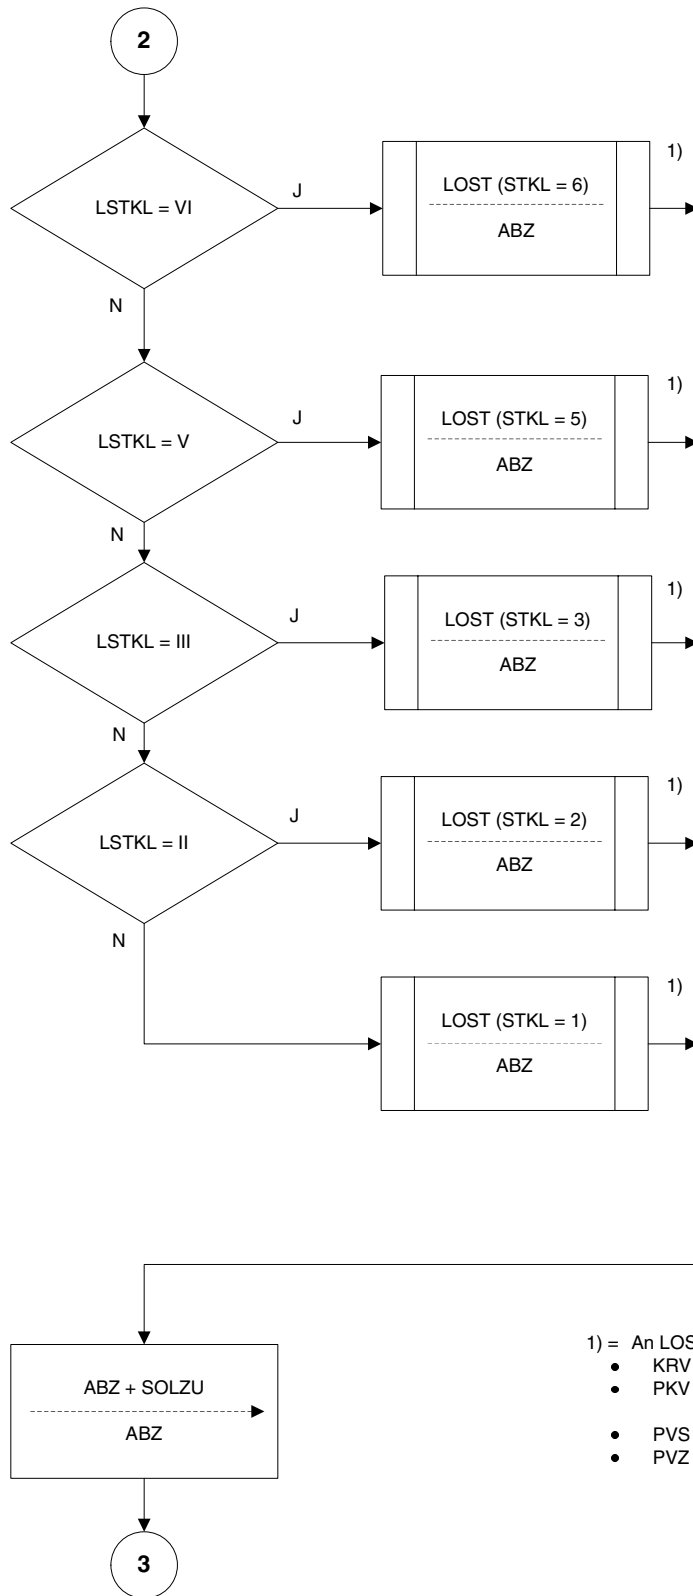 2
LSTKL = VI
J
LOST (STKL = 6)
ABZ
1)
N
LSTKL = V
J
LOST (STKL = 5)
ABZ
1)
N
LSTKL = III
J
LOST (STKL = 3)
ABZ
1)
N
LSTKL = II
J
LOST (STKL = 2)
ABZ
1)
N
LOST (STKL = 1)
ABZ
1)
ABZ + SOLZU
ABZ
1) = An LOS
• KRV
• PKV
• PVS
• PVZ
3